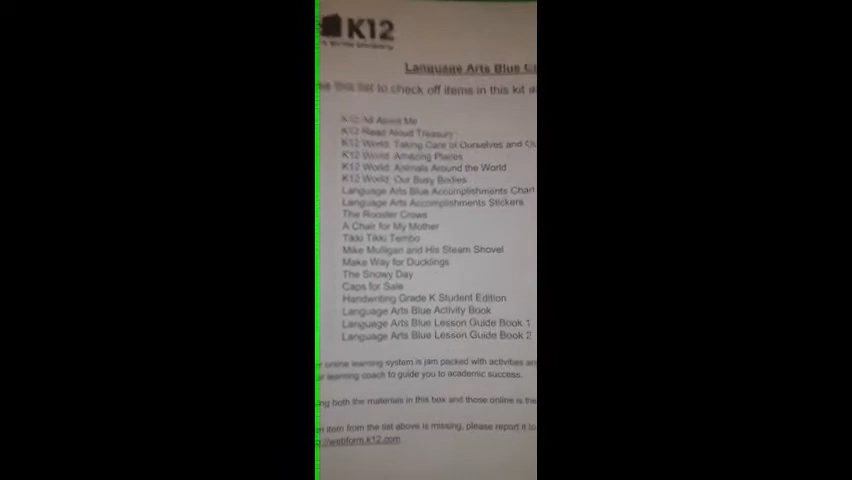 K12
Language Arts Blue
this list to check off items in this kit
K12 All About Me
K12 Read Aloud Treasury
K12 World: Taking Care of Ourselves and
K12 World: Amazing Places
K12 World: Animals Around the World
K12 World: Our Busy Bodies
Language Arts Blue Accomplishments Chart
Language Arts Accomplishments Stickers
The Rooster Crows
A Chair for My Mother
Tikki Tikki Tembo
Mike Mulligan and His Steam Shovel
Make Way for Ducklings
The Snowy Day
Caps for Sale
Handwriting Grade K Student Edition
Language Arts Blue Activity Book
Language Arts Blue Lesson Guide Book 1
Language Arts Blue Lesson Guide Book 2
online learning system is jam packed with activities
learning coach to guide you to academic success.
both the materials in this box and those online is the
item from the list above is missing, please report it to
://webform.k12.com